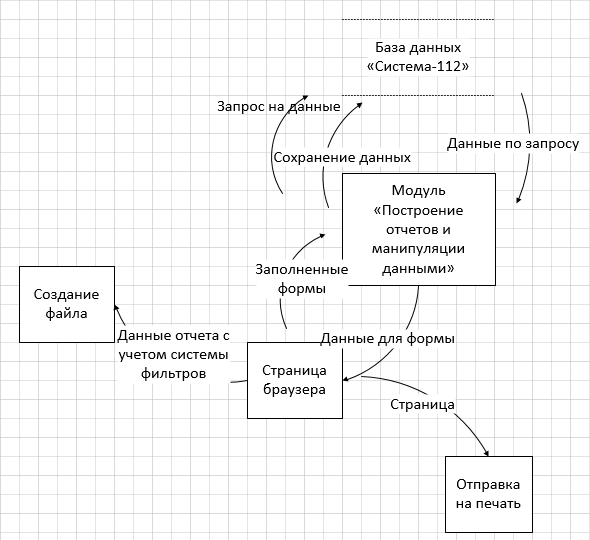 База данных
«Система-112»
Запрос на данные
Данные по запросу
Сохранение данных
Модуль
«Построение
отчетов и
манипуляции
данными»
Заполненные
формы
Создание
файла
Данные отчета с
учетом системы
фильтров
Данные для формы
Страница
браузера
Страница
Отправка
на печать